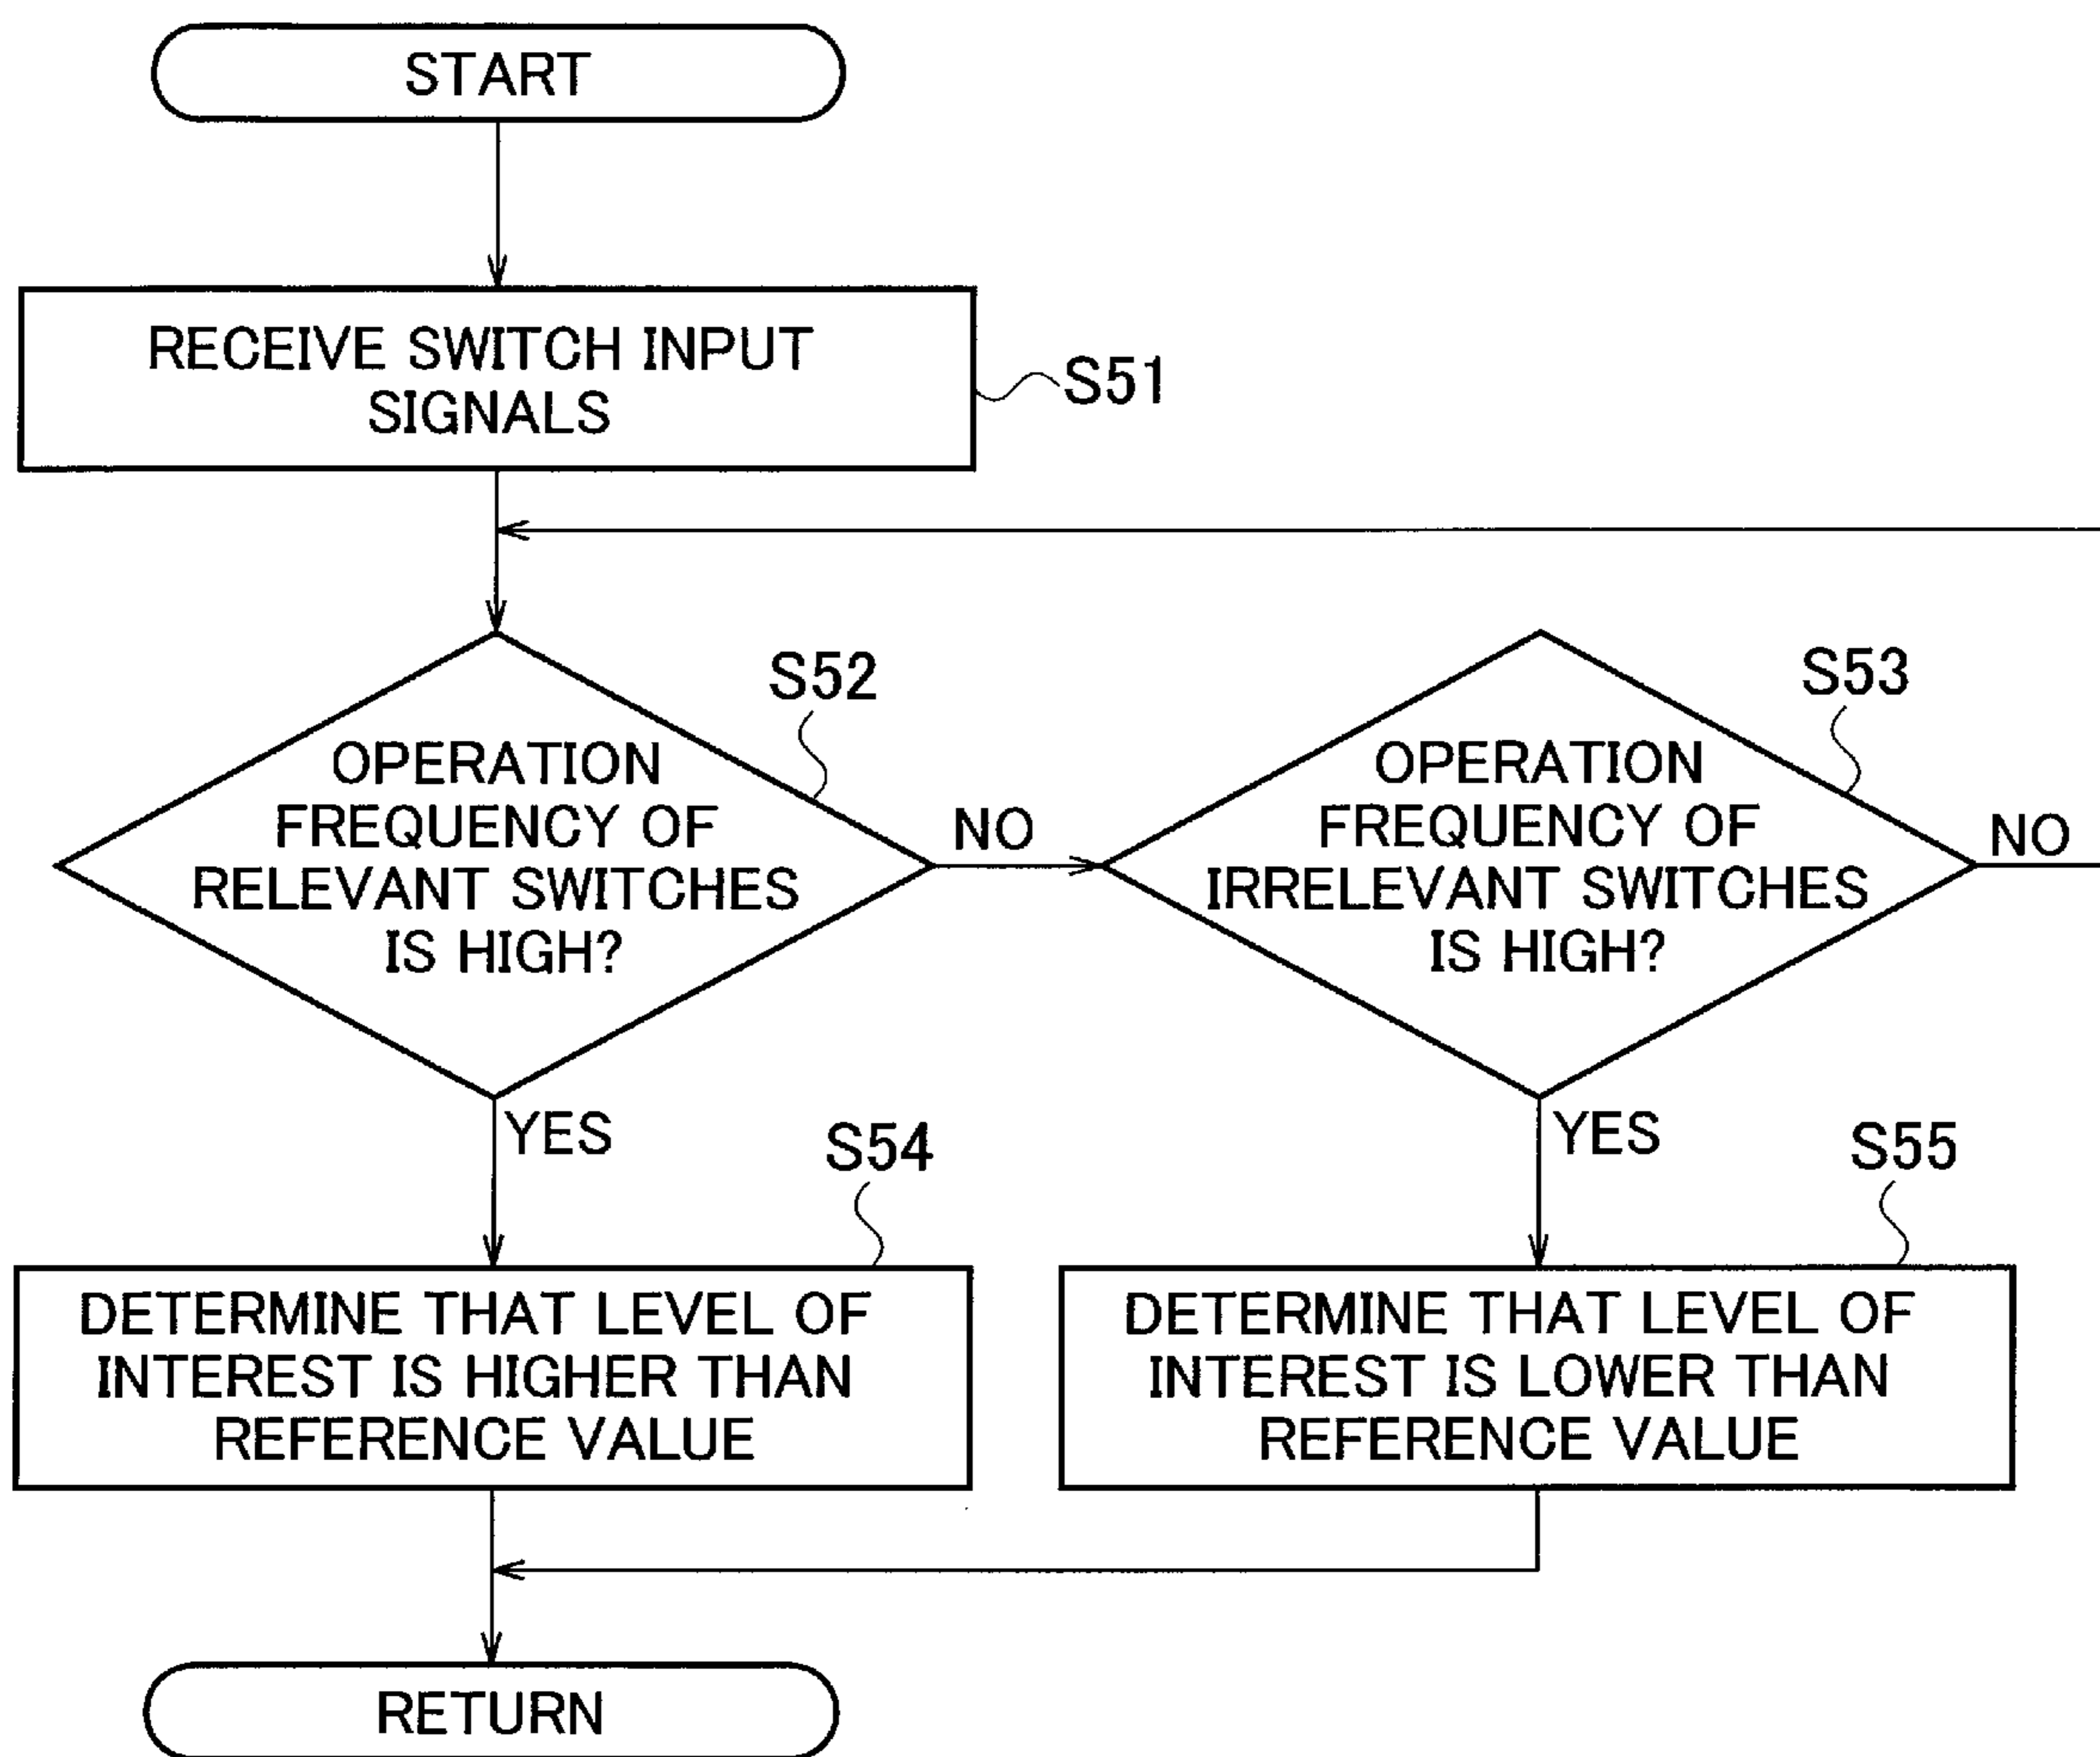 START
RECEIVE SWITCH INPUT
SIGNALS
S51
S52
OPERATION
FREQUENCY OF
RELEVANT SWITCHES
IS HIGH?
NO
S53
OPERATION
FREQUENCY OF
IRRELEVANT SWITCHES
IS HIGH?
NO
YES
S54
YES
S55
DETERMINE THAT LEVEL OF
INTEREST IS HIGHER THAN
REFERENCE VALUE
DETERMINE THAT LEVEL OF
INTEREST IS LOWER THAN
REFERENCE VALUE
RETURN